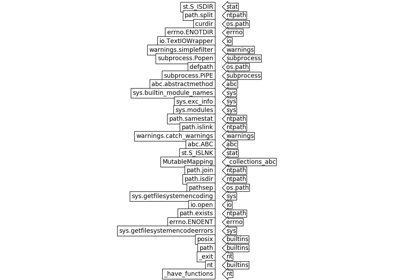 st.S_ISDIR stat
path.split ntpath
curdir os.path
errno.ENOTDIR errno
io.TextIOWrapper io
warnings.simplefilter warnings
subprocess.Popen subprocess
defpath os.path
subprocess.PIPE subprocess
abc.abstractmethod abc
sys.builtin_module_names sys
sys.exc_info sys
sys.modules sys
path.samestat ntpath
path.islink ntpath
warnings.catch_warnings warnings
abc.ABC abc
st.S_ISLNK stat
MutableMapping _collections_abc
path.join ntpath
path.isdir ntpath
pathsep os.path
sys.getfilesystemencoding sys
io.open io
path.exists ntpath
errno.ENOENT errno
sys.getfilesystemencodeerrors sys
posix builtins
path builtins
_exit nt
nt builtins
_have_functions nt